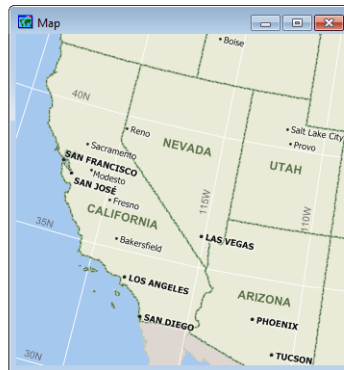 Map
Boise
40N
Reno
Salt Lake City
NEVADA
Provo
Sacramento
SAN FRANCISCO
UTAH
Modesto
SAN JOSÉ
Fresno
115W
110W
CALIFORNIA
35N
Bakersfield
LAS VEGAS
LOS ANGELES
ARIZONA
SAN DIEGO
PHOENIX
30N
TUCSON